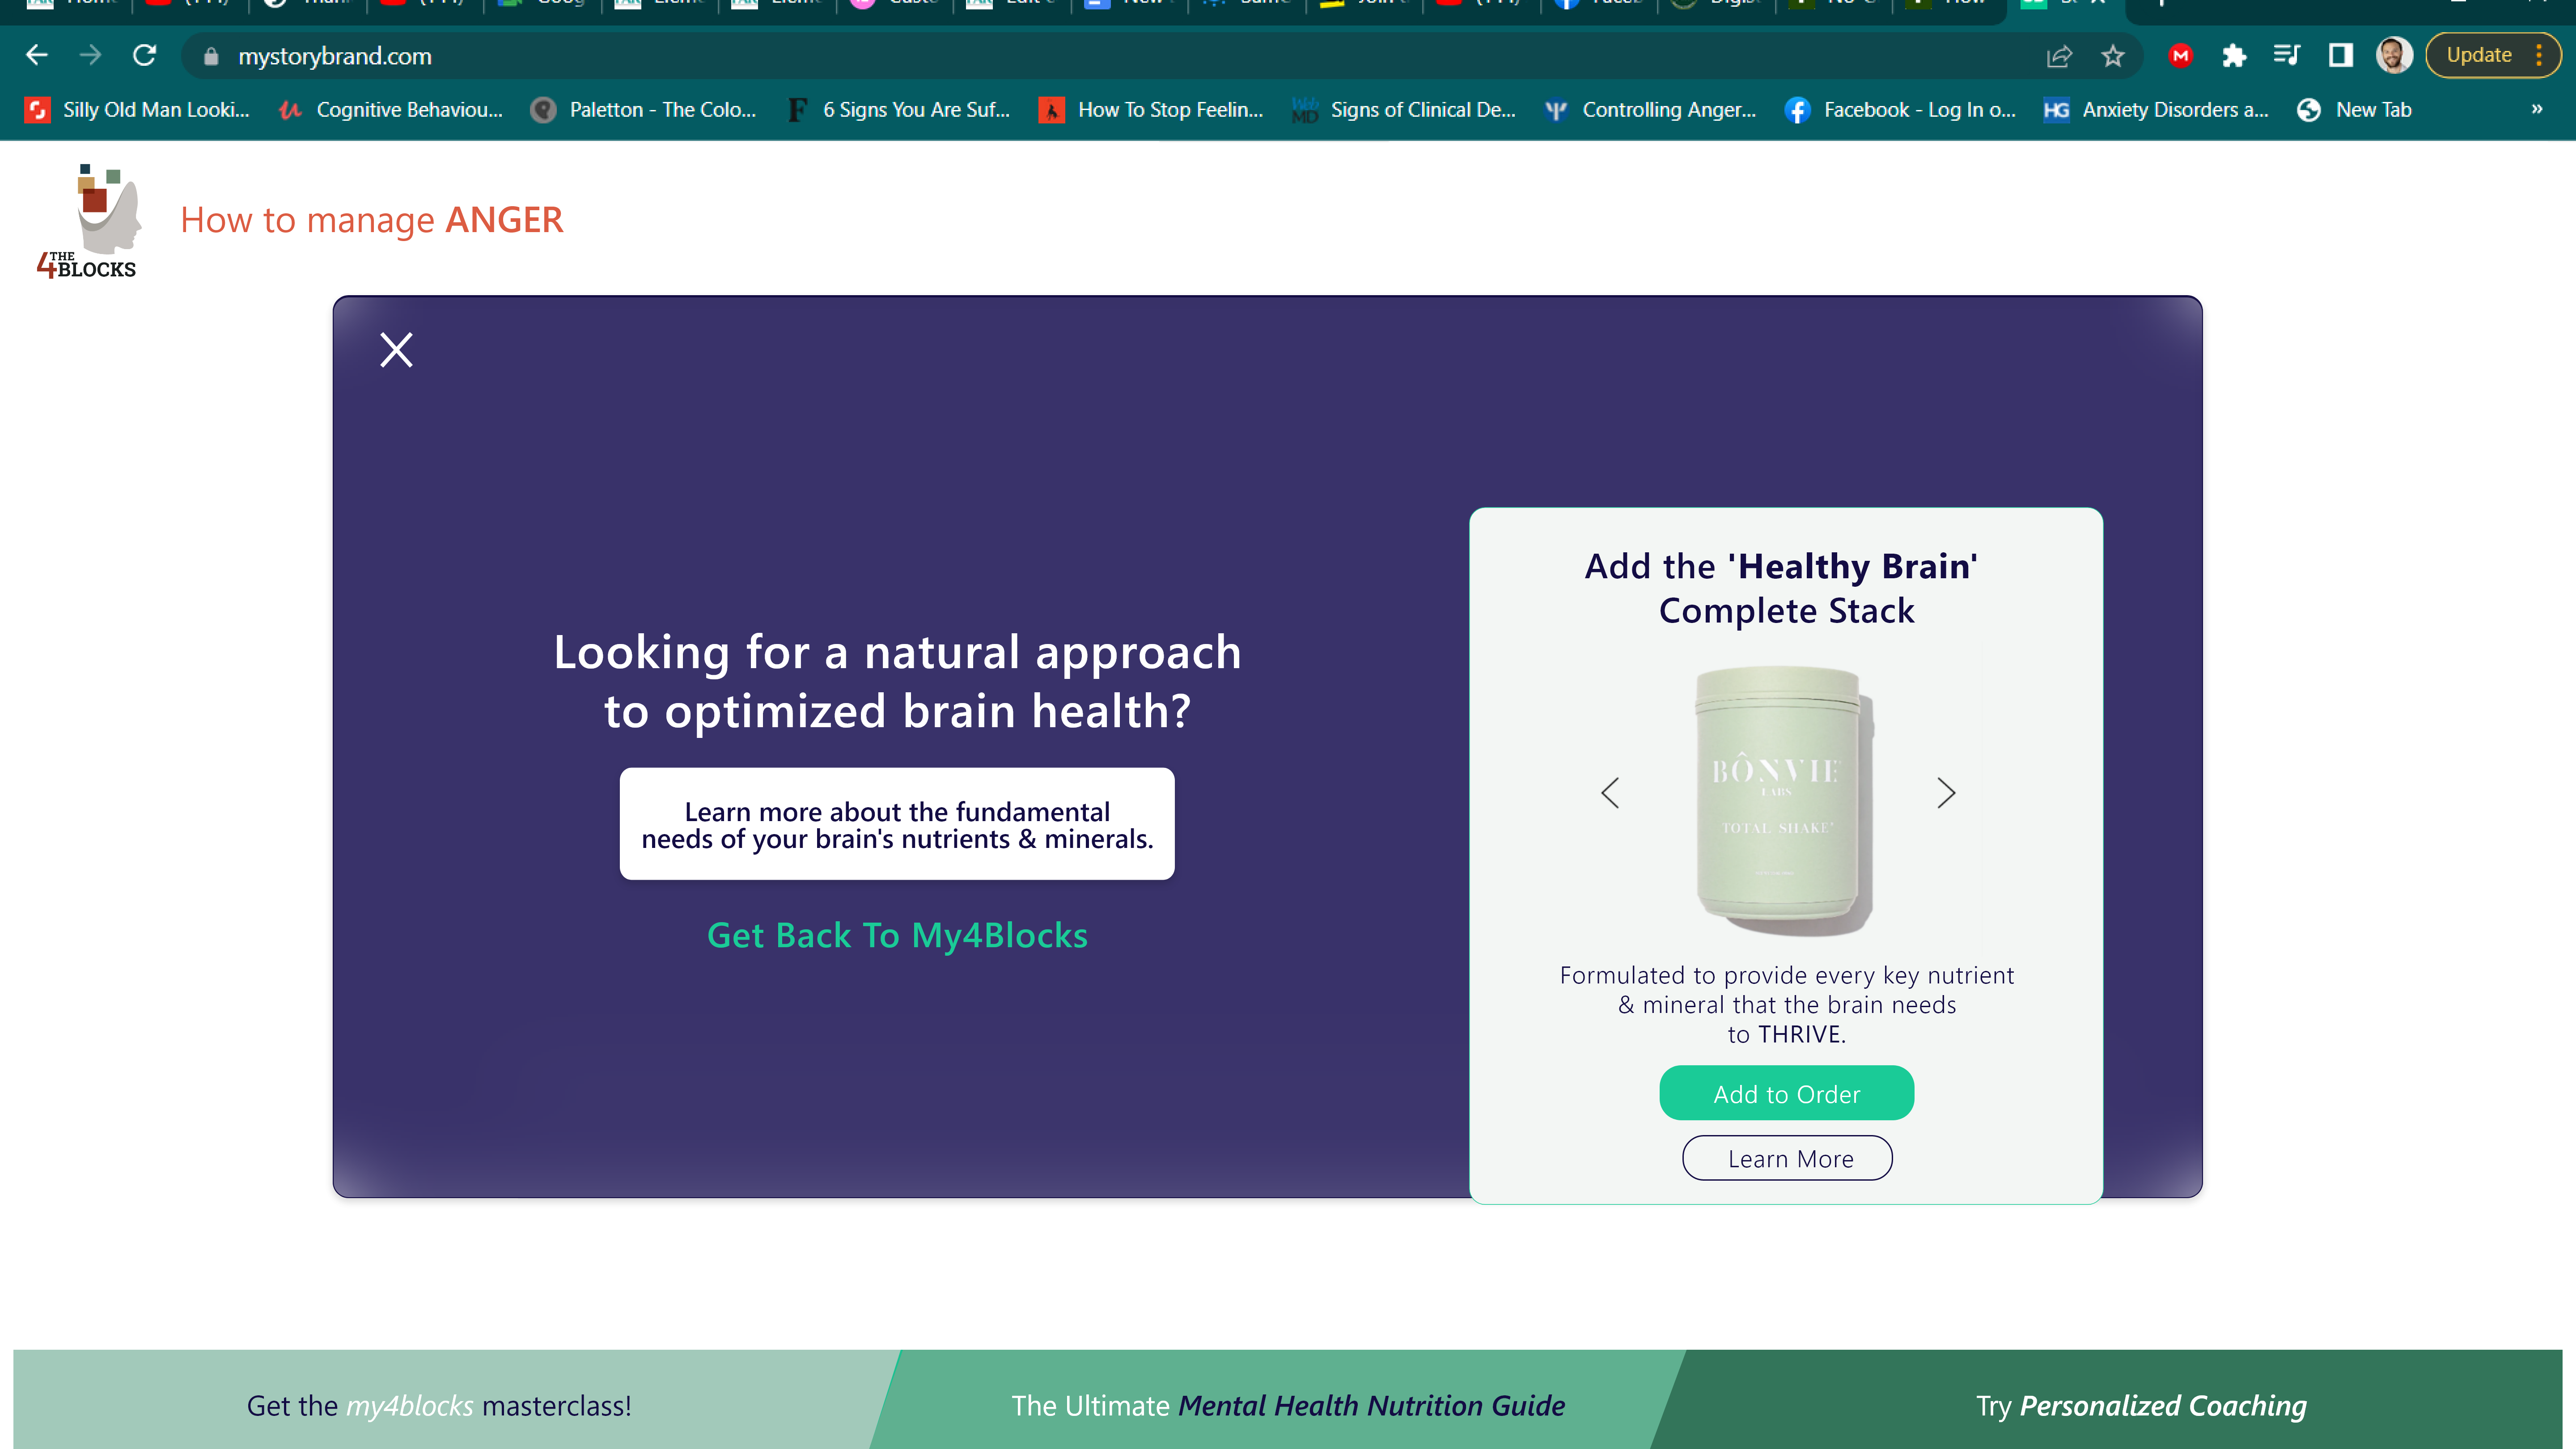 mystorybrand.com
Update
Silly Old Man Looki...
Cognitive Behaviou...
Paletton - The Colo...
6 Signs You Are Suf...
How To Stop Feelin...
Signs of Clinical De...
Controlling Anger...
Facebook - Log In o...
Anxiety Disorders a...
New Tab
4 THE BLOCKS
How to manage ANGER
Looking for a natural approach
to optimized brain health?
Learn more about the fundamental
needs of your brain's nutrients & minerals.
Get Back To My4Blocks
Add the 'Healthy Brain'
Complete Stack
BÔNVIE
LABS
TOTAL SHAKE
Formulated to provide every key nutrient
& mineral that the brain needs
to THRIVE.
Add to Order
Learn More
Get the my4blocks masterclass!
The Ultimate Mental Health Nutrition Guide
Try Personalized Coaching